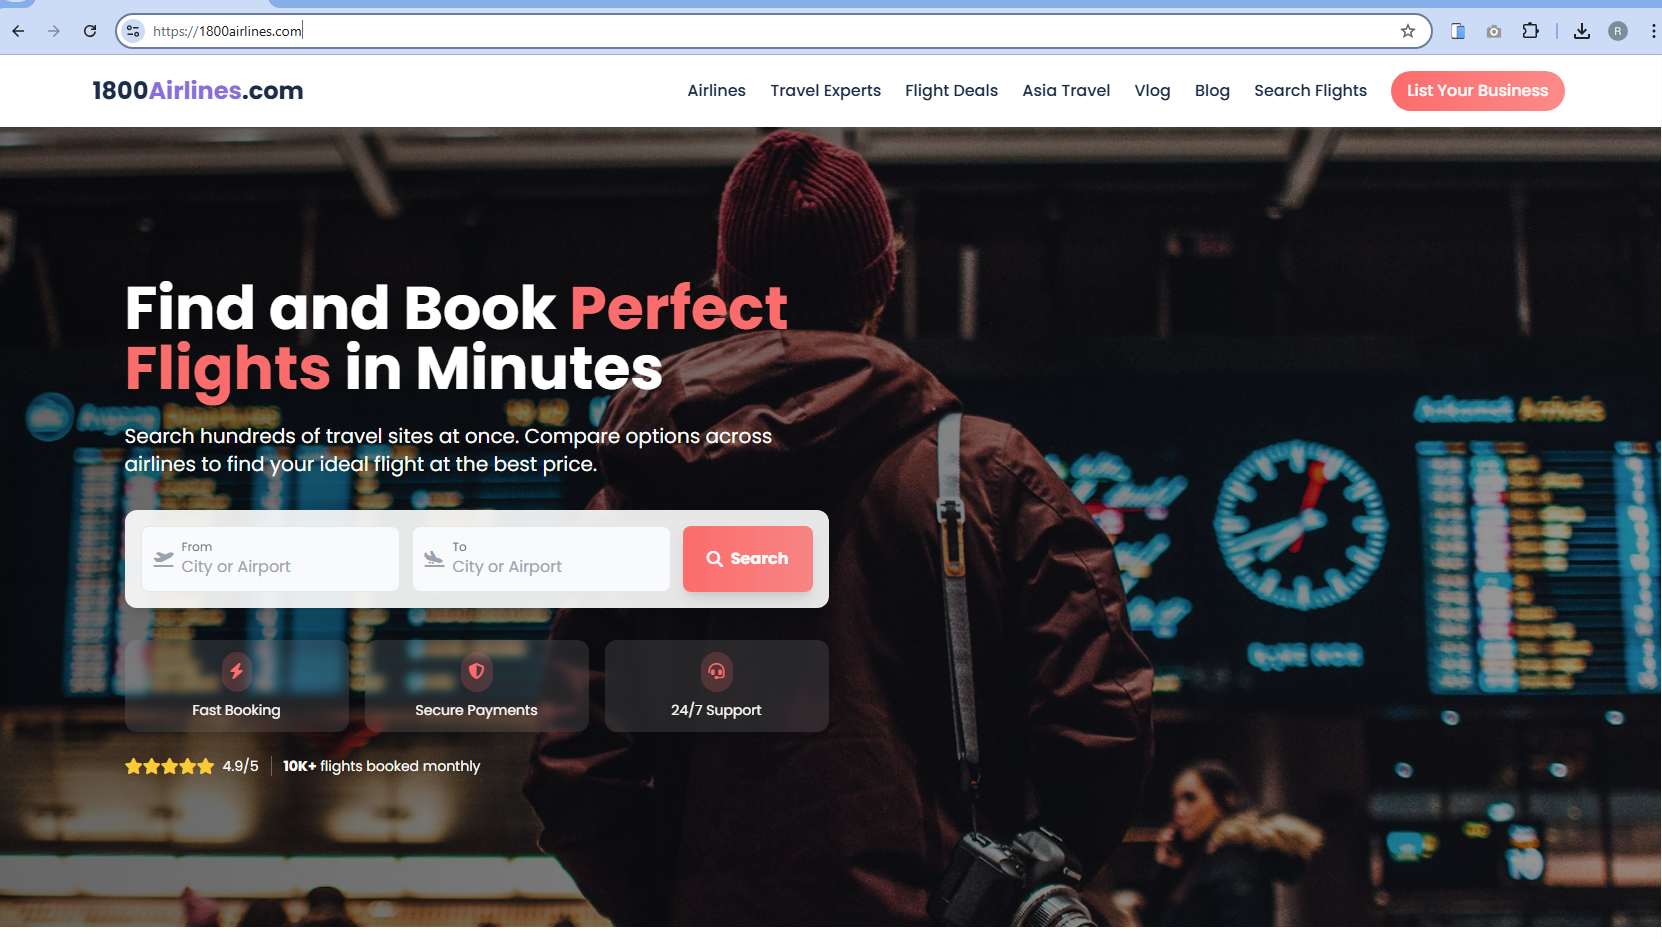 https://1800airlines.com
R
1800Airlines.com
Airlines Travel Experts Flight Deals Asia Travel Vlog Blog Search Flights List Your Business
Find and Book Perfect
Flights in Minutes
Search hundreds of travel sites at once. Compare options across
airlines to find your ideal flight at the best price.
From
City or Airport
To
City or Airport
Search
Fast Booking
Secure Payments
24/7 Support
4.9/5 10K+ flights booked monthly
Canon